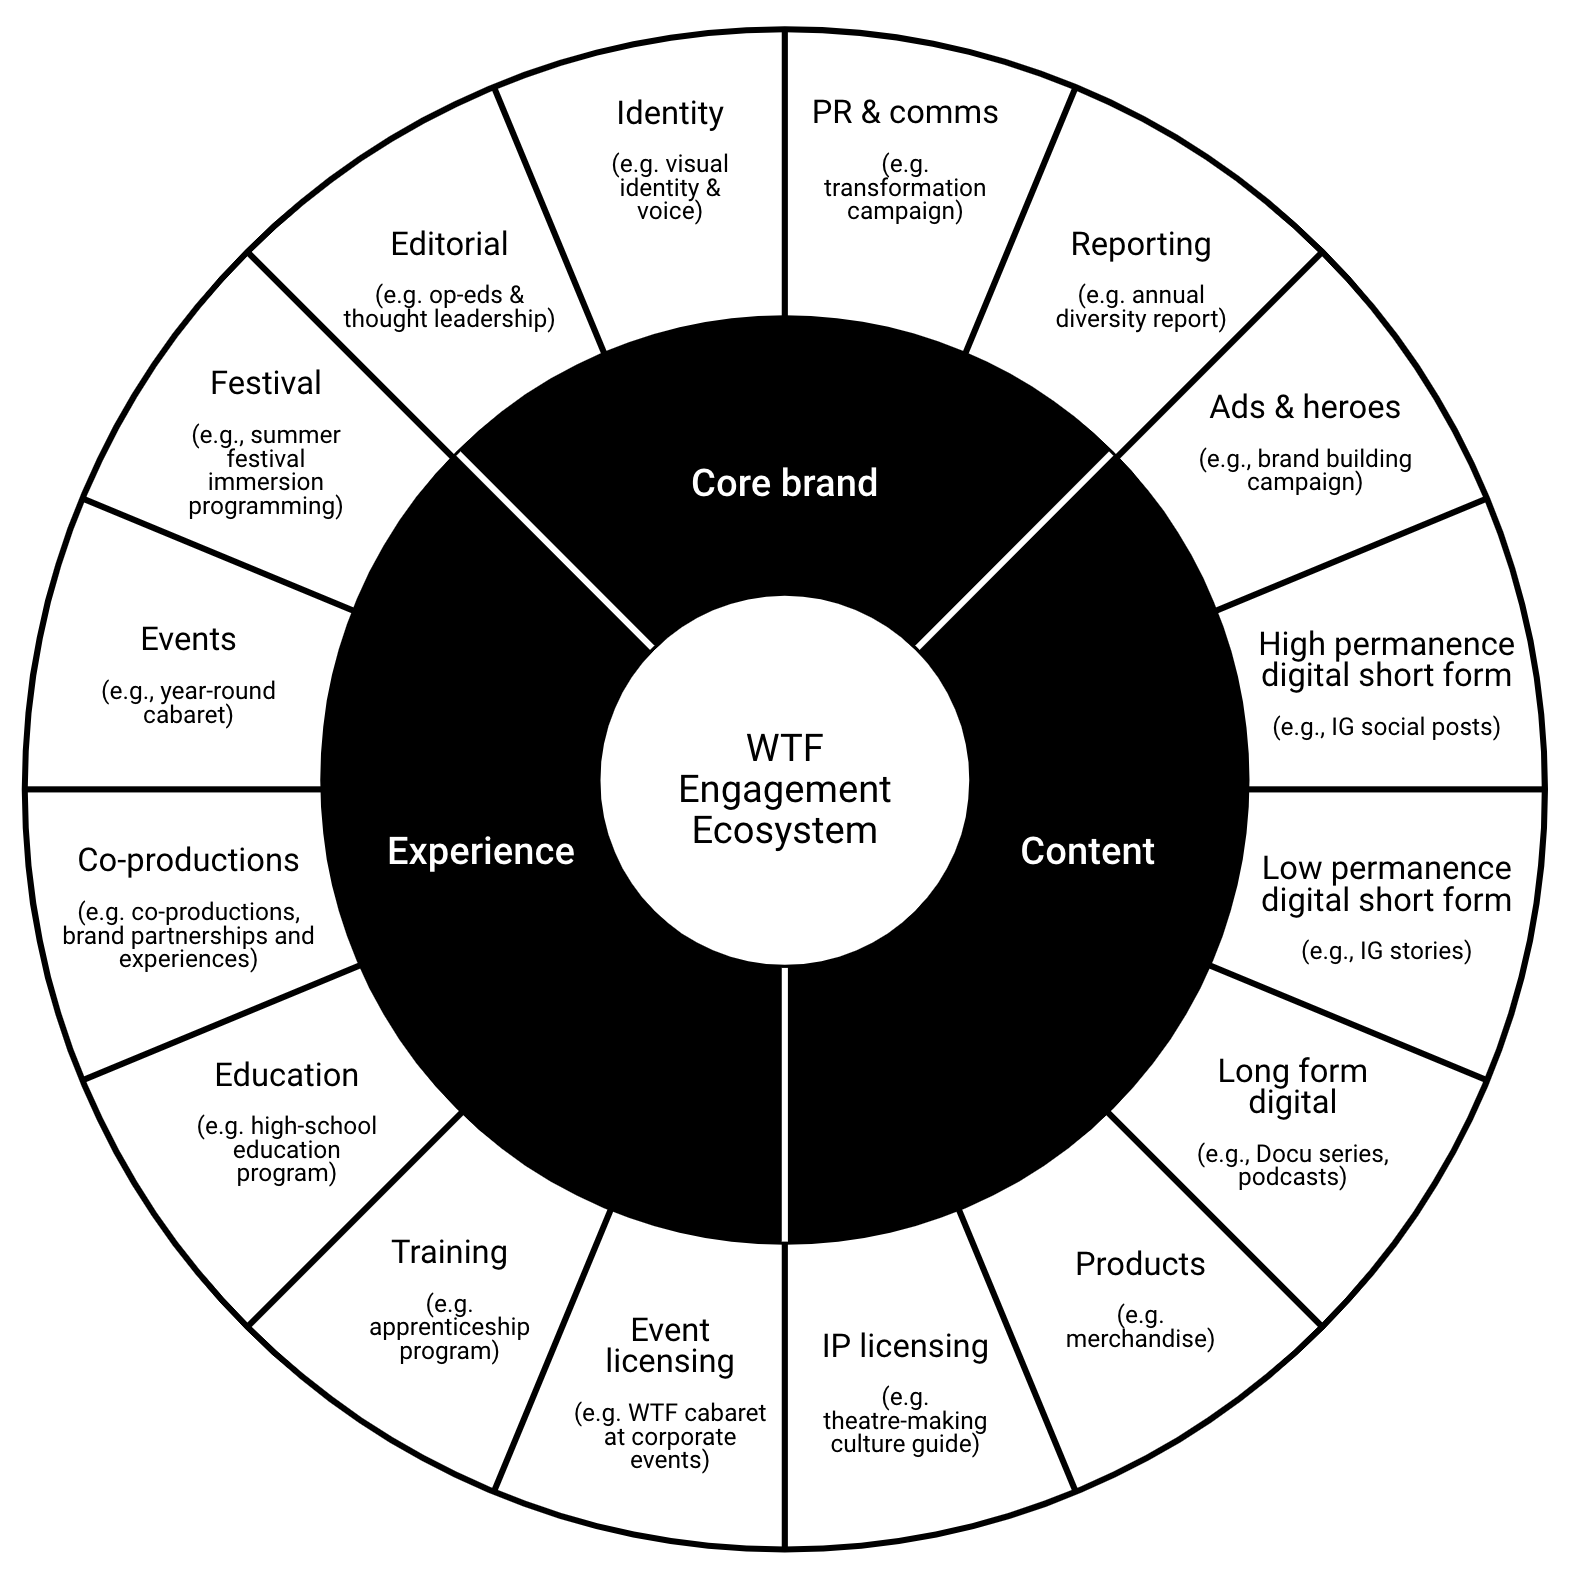 WTF
Engagement
Ecosystem
Core brand
Content
Experience
Identity
(e.g. visual
identity &
voice)
PR & comms
(e.g.
transformation
campaign)
Reporting
(e.g. annual
diversity report)
Ads & heroes
(e.g., brand building
campaign)
High permanence
digital short form
(e.g., IG social posts)
Low permanence
digital short form
(e.g., IG stories)
Long form
digital
(e.g., Docu series,
podcasts)
Products
(e.g.
merchandise)
IP licensing
(e.g.
theatre-making
culture guide)
Event
licensing
(e.g. WTF cabaret
at corporate
events)
Training
(e.g.
apprenticeship
program)
Education
(e.g. high-school
education
program)
Co-productions
(e.g. co-productions,
brand partnerships and
experiences)
Events
(e.g., year-round
cabaret)
Festival
(e.g., summer
festival
immersion
programming)
Editorial
(e.g. op-eds &
thought leadership)